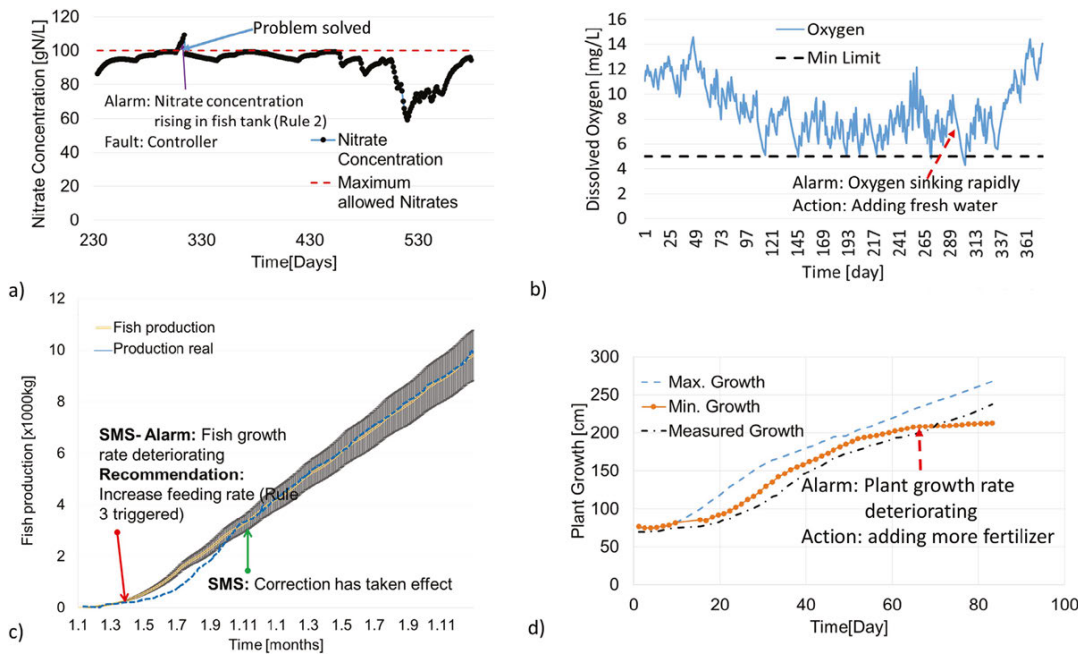 a)
Nitrate Concentration [gN/L]
120
100
80
60
40
20
0
Problem solved
Alarm: Nitrate concentration
rising in fish tank (Rule 2)
Fault: Controller
Nitrate
Concentration
Maximum
allowed Nitrates
230
330
430
530
Time[Days]
b)
Dissolved Oxygen [mg/L]
16
14
12
10
8
6
4
2
0
Oxygen
Min Limit
Alarm: Oxygen sinking rapidly
Action: Adding fresh water
1
25
49
73
97
121
145
169
193
217
241
265
289
313
337
361
Time [day]
c)
Fish production [x1000kg]
12
10
8
6
4
2
0
Fish production
Production real
SMS- Alarm: Fish growth
rate deteriorating
Recommendation:
Increase feeding rate (Rule
3 triggered)
SMS: Correction has taken effect
1.1
1.3
1.5
1.7
1.9
1.11
1.1
1.3
1.5
1.7
1.9
1.11
Time [months]
d)
Plant Growth [cm]
300
250
200
150
100
50
0
Max. Growth
Min. Growth
Measured Growth
Alarm: Plant growth rate
deteriorating
Action: adding more fertilizer
0
20
40
60
80
100
Time[Day]